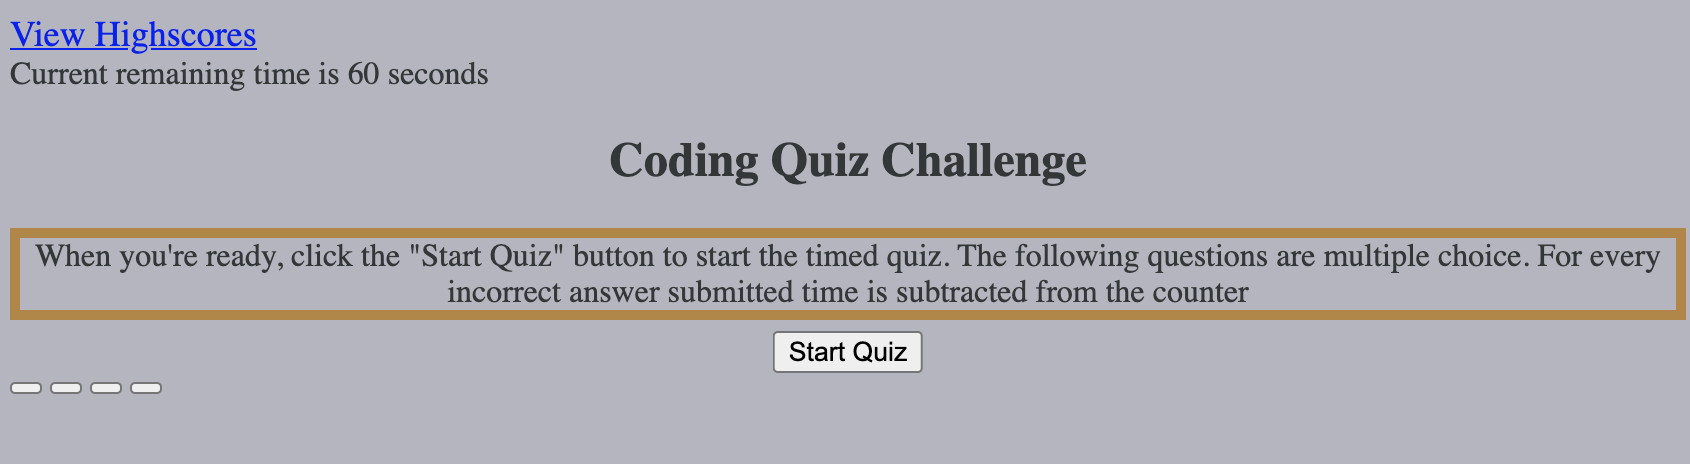 View Highscores
Current remaining time is 60 seconds
Coding Quiz Challenge
When you're ready, click the "Start Quiz" button to start the timed quiz. The following questions are multiple choice. For every
incorrect answer submitted time is subtracted from the counter
Start Quiz